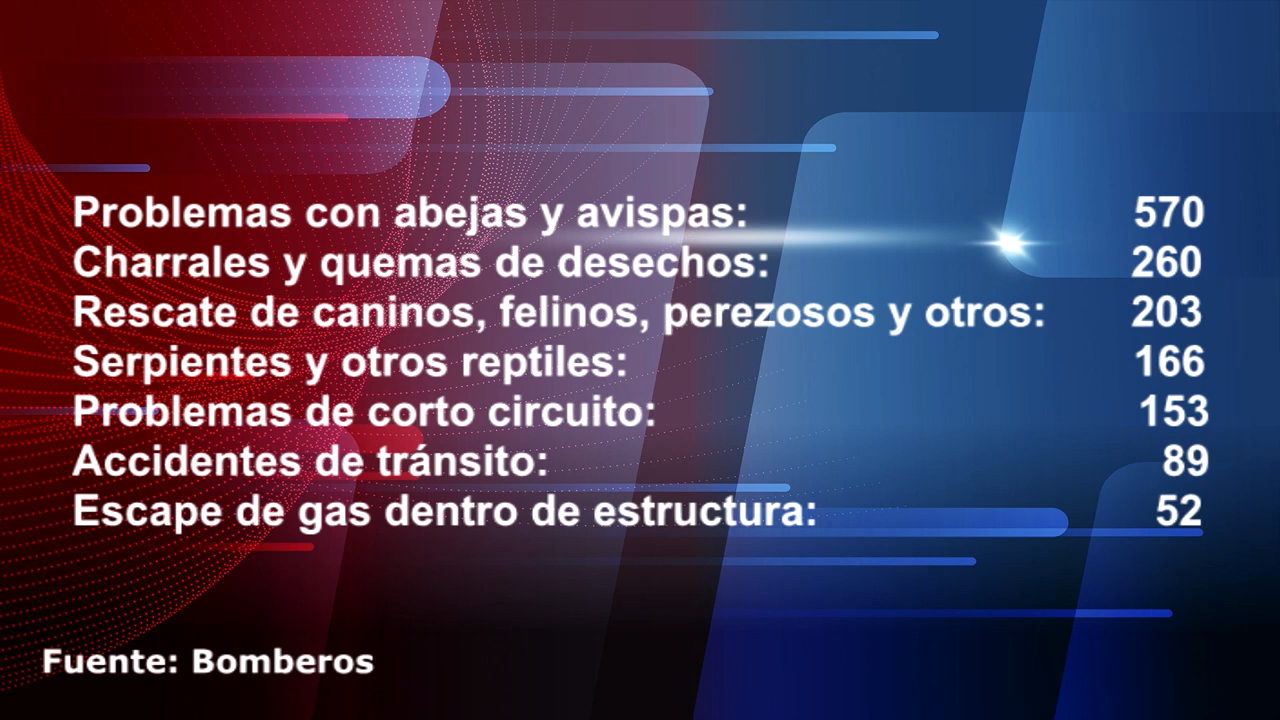 Problemas con abejas y avispas: 570
Charrales y quemas de desechos: 260
Rescate de caninos, felinos, perezosos y otros: 203
Serpientes y otros reptiles: 166
Problemas de corto circuito: 153
Accidentes de tránsito: 89
Escape de gas dentro de estructura: 52
Fuente: Bomberos